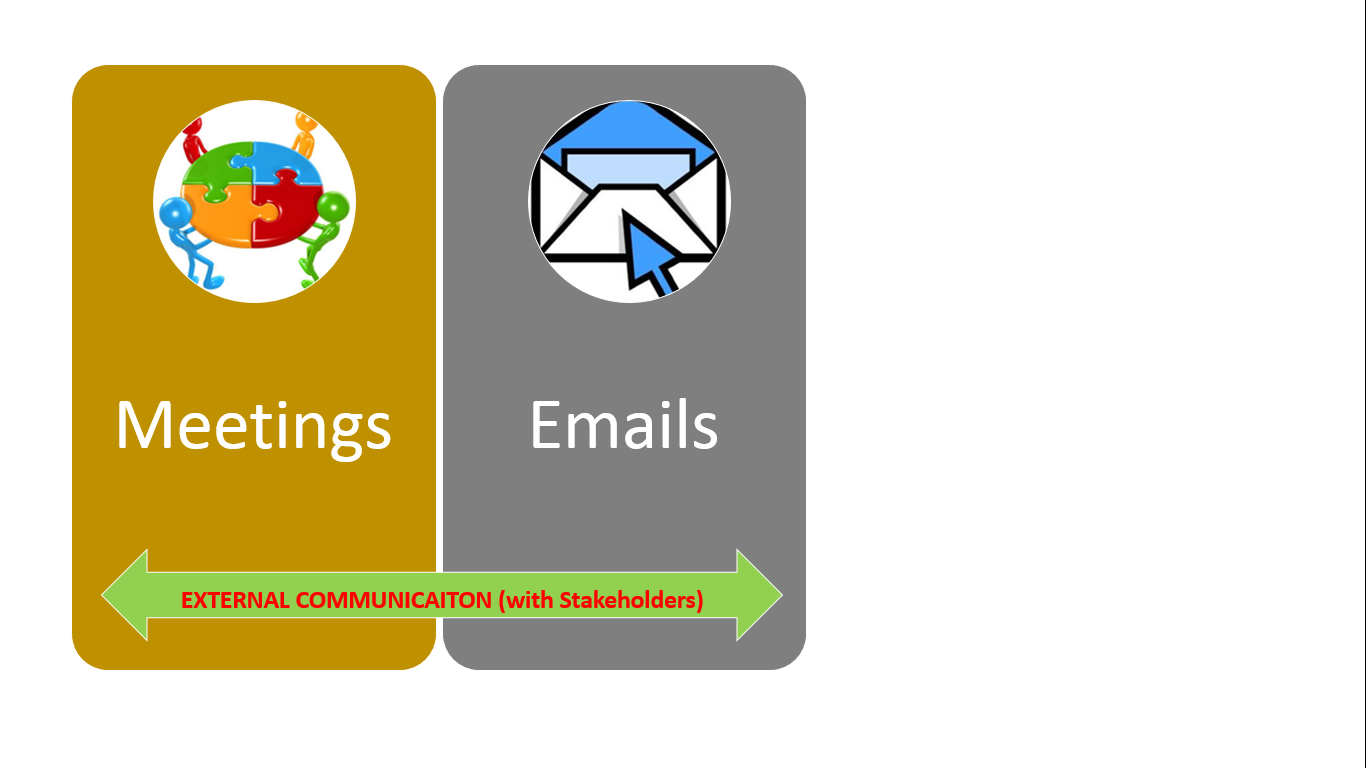 Meetings
Emails
EXTERNAL COMMUNICAITON (with Stakeholders)